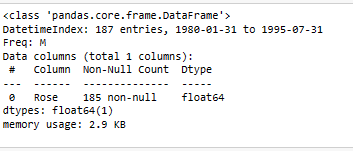 <class 'pandas.core.frame.DataFrame'>
DatetimeIndex: 187 entries, 1980-01-31 to 1995-07-31
Freq: M
Data columns (total 1 columns):
 #   Column  Non-Null Count  Dtype
---  ------  --------------  -----
 0   Rose    185 non-null    float64
dtypes: float64(1)
memory usage: 2.9 KB